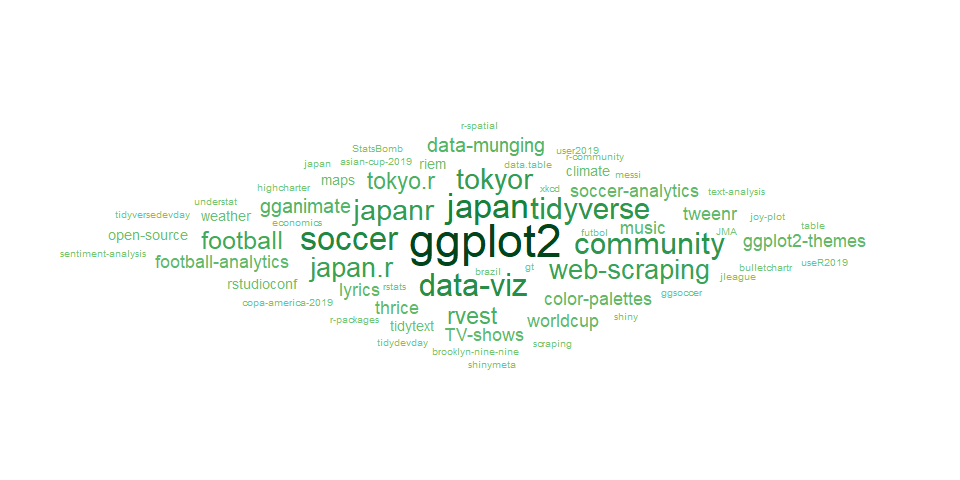 r-spatial
StatsBomb data-munging user2019
japan asian-cup-2019 riem data.table r-community
highcharter maps tokyo.r tokyor xkcd climate messi
understat gganimate japanr japan tidyverse soccer-analytics text-analysis
tidyversedevday weather economics music tweenr joy-plot
open-source football soccer ggplot2 futbol community JMA ggplot2-themes table
sentiment-analysis football-analytics japan.r brazil gt web-scraping jleague bulletchartr useR2019
rstudioconf lyrics rstats data-viz color-palettes ggsoccer
copa-america-2019 thrice rvest worldcup shiny
r-packages tidytext TV-shows
tidydevday brooklyn-nine-nine scraping
shinymeta